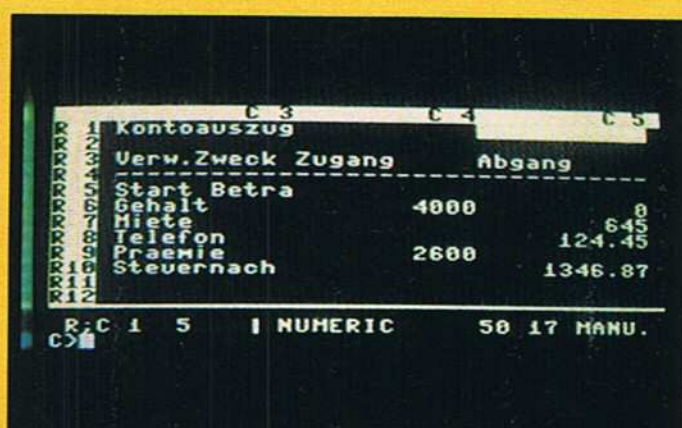 C 3 C 4 C 5
R 1 Kontoauszug
R 2
R 3 Verw.Zweck Zugang Abgang
R 4 --------------------------------
R 5 Start Betra
R 6 Gehalt 4000 0
R 7 Miete 645
R 8 Telefon 124.45
R 9 Praemie 2600
R10 Steuernach 1346.87
R11
R12
R;C 1 5 NUMERIC 50 17 MANU.
C>